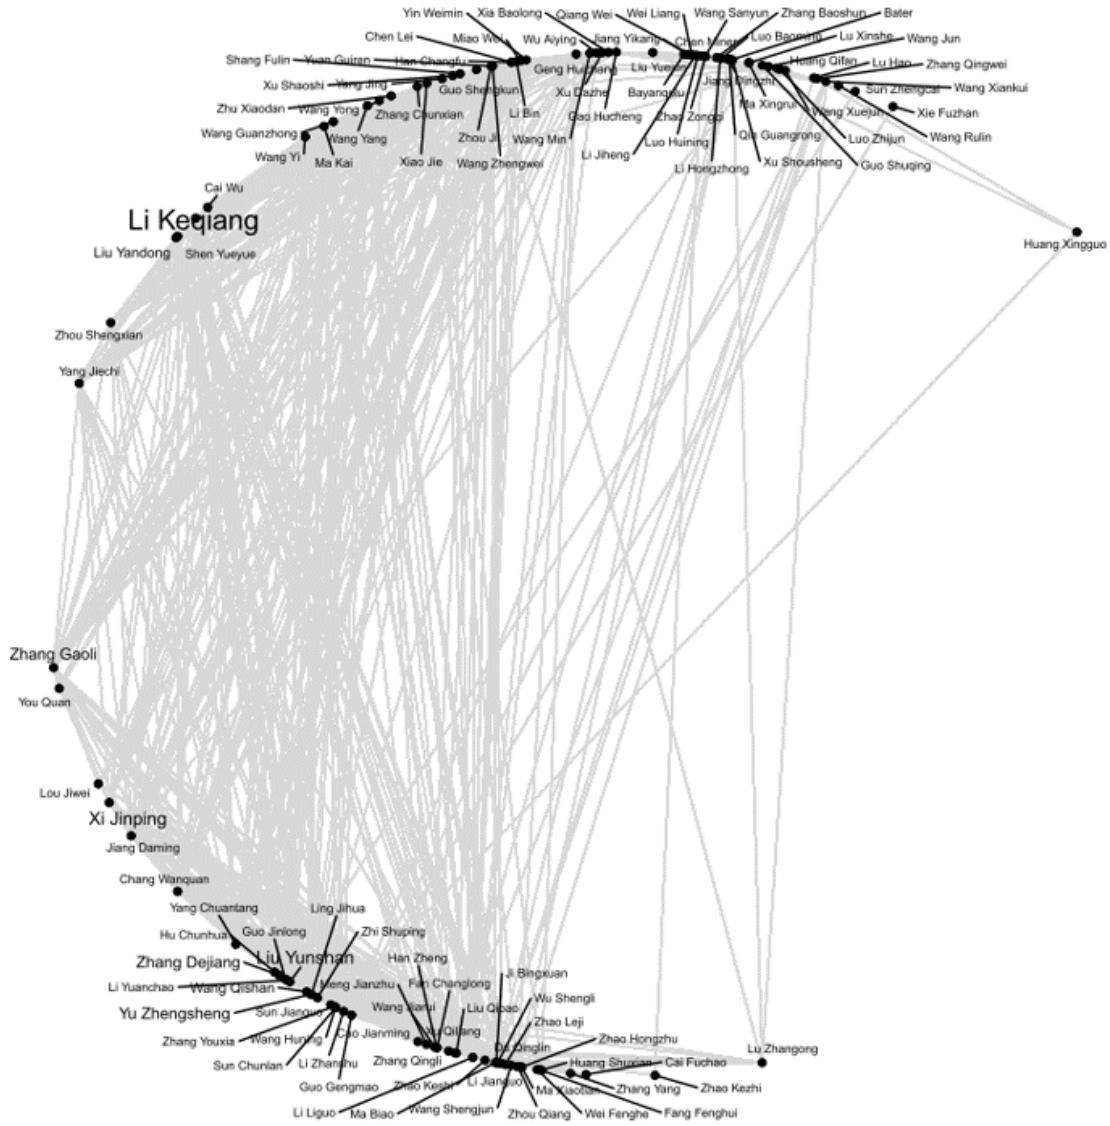 Yin Weimin
Xia Baolong
Qiang Wei
Wei Liang
Wang Sanyun
Zhang Baoshun
Bater
Chen Lei
Miao Wei
Wu Aiying
Jiang Yikang
Chen Miner
Luo Baoming
Lu Xinshe
Wang Jun
Shang Fulin
Yuan Guiren
Han Changfu
Geng Huichang
Liu Yuexin
Huang Qifan
Lu Hao
Zhang Qingwei
Xu Shaoshi
Yang Jing
Guo Shengkun
Xu Dazhe
Bayanqolu
Jiang Dingzhi
Sun Zhengcai
Wang Xiankui
Zhu Xiaodan
Wang Yong
Zhang Chunxian
Li Bin
Gao Hucheng
Zhao Zongqi
Ma Xingrui
Wang Xuejun
Xie Fuzhan
Wang Guanzhong
Wang Yang
Zhou Ji
Wang Min
Luo Huining
Qin Guangrong
Luo Zhijun
Wang Rulin
Wang Yi
Ma Kai
Xiao Jie
Wang Zhengwei
Li Jiheng
Li Hongzhong
Xu Shousheng
Guo Shuqing
Cai Wu
Li Keqiang
Liu Yandong
Shen Yueyue
Huang Xingguo
Zhou Shengxian
Yang Jiechi
Zhang Gaoli
You Quan
Lou Jiwei
Xi Jinping
Jiang Daming
Chang Wanquan
Yang Chuantang
Ling Jihua
Hu Chunhua
Guo Jinlong
Zhi Shuping
Zhang Dejiang
Liu Yunshan
Han Zheng
Li Yuanchao
Wang Qishan
Meng Jianzhu
Fan Changlong
Ji Bingxuan
Yu Zhengsheng
Sun Jianguo
Wang Jiarui
Liu Qibao
Wu Shengli
Zhang Youxia
Wang Huning
Cao Jianming
Xu Qiliang
Zhao Leji
Sun Chunlan
Li Zhanshu
Zhang Qingli
Du Qinglin
Zhao Hongzhu
Lu Zhangong
Guo Gengmao
Zhao Keshi
Li Jianguo
Huang Shuxian
Cai Fuchao
Ma Xiaotian
Zhang Yang
Zhao Kezhi
Li Liguo
Ma Biao
Wang Shengjun
Zhou Qiang
Wei Fenghe
Fang Fenghui